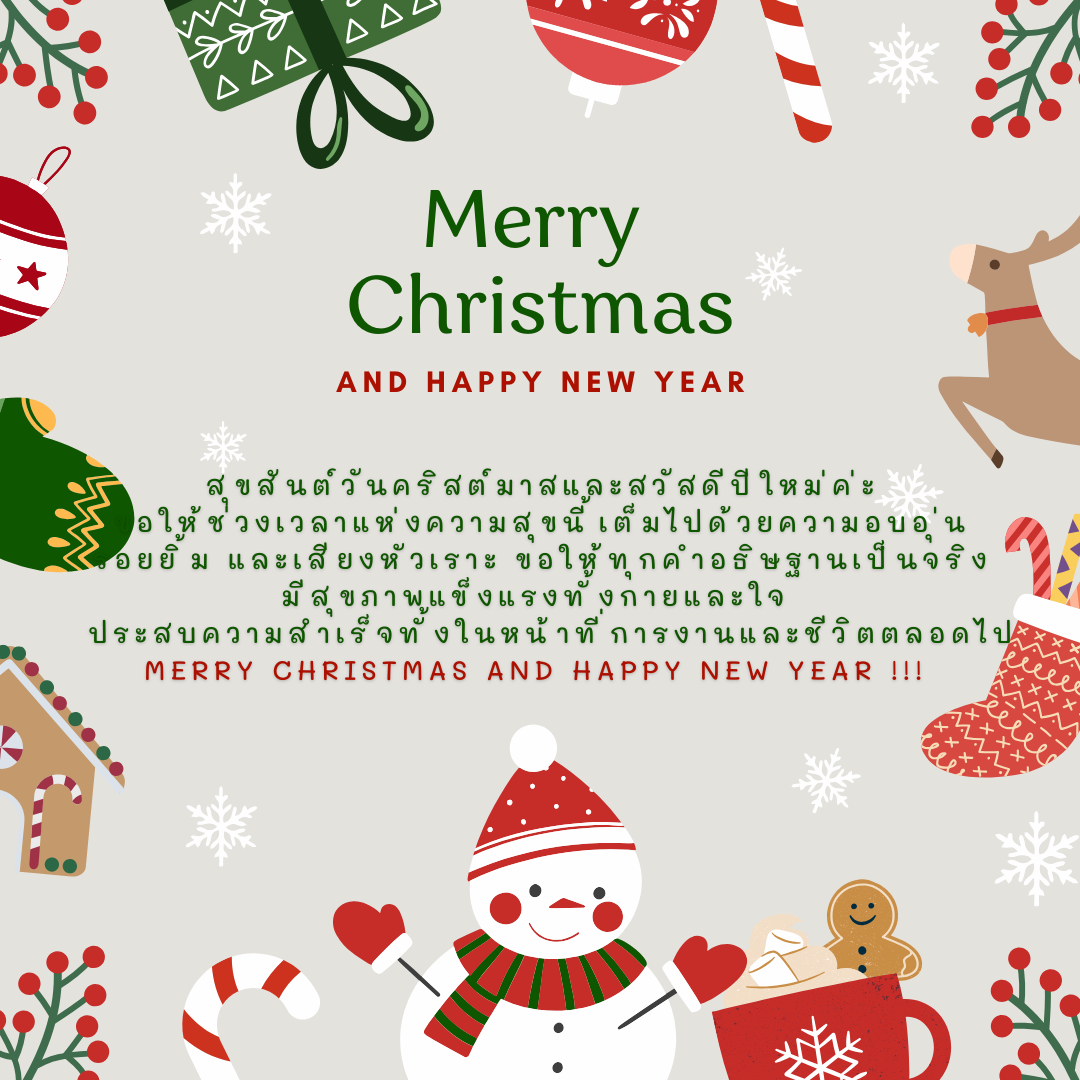 Merry
Christmas
AND HAPPY NEW YEAR
สุขสันต์วันคริสต์มาสและสวัสดีปีใหม่ค่ะ
ขอให้ช่วงเวลาแห่งความสุขนี้ เต็มไปด้วยความอบอุ่น
รอยยิ้ม และเสียงหัวเราะ ขอให้ทุกคำอธิษฐานเป็นจริง
มีสุขภาพแข็งแรงทั้งกายและใจ
ประสบความสำเร็จทั้งในหน้าที่การงานและชีวิตตลอดไป
MERRY CHRISTMAS AND HAPPY NEW YEAR !!!